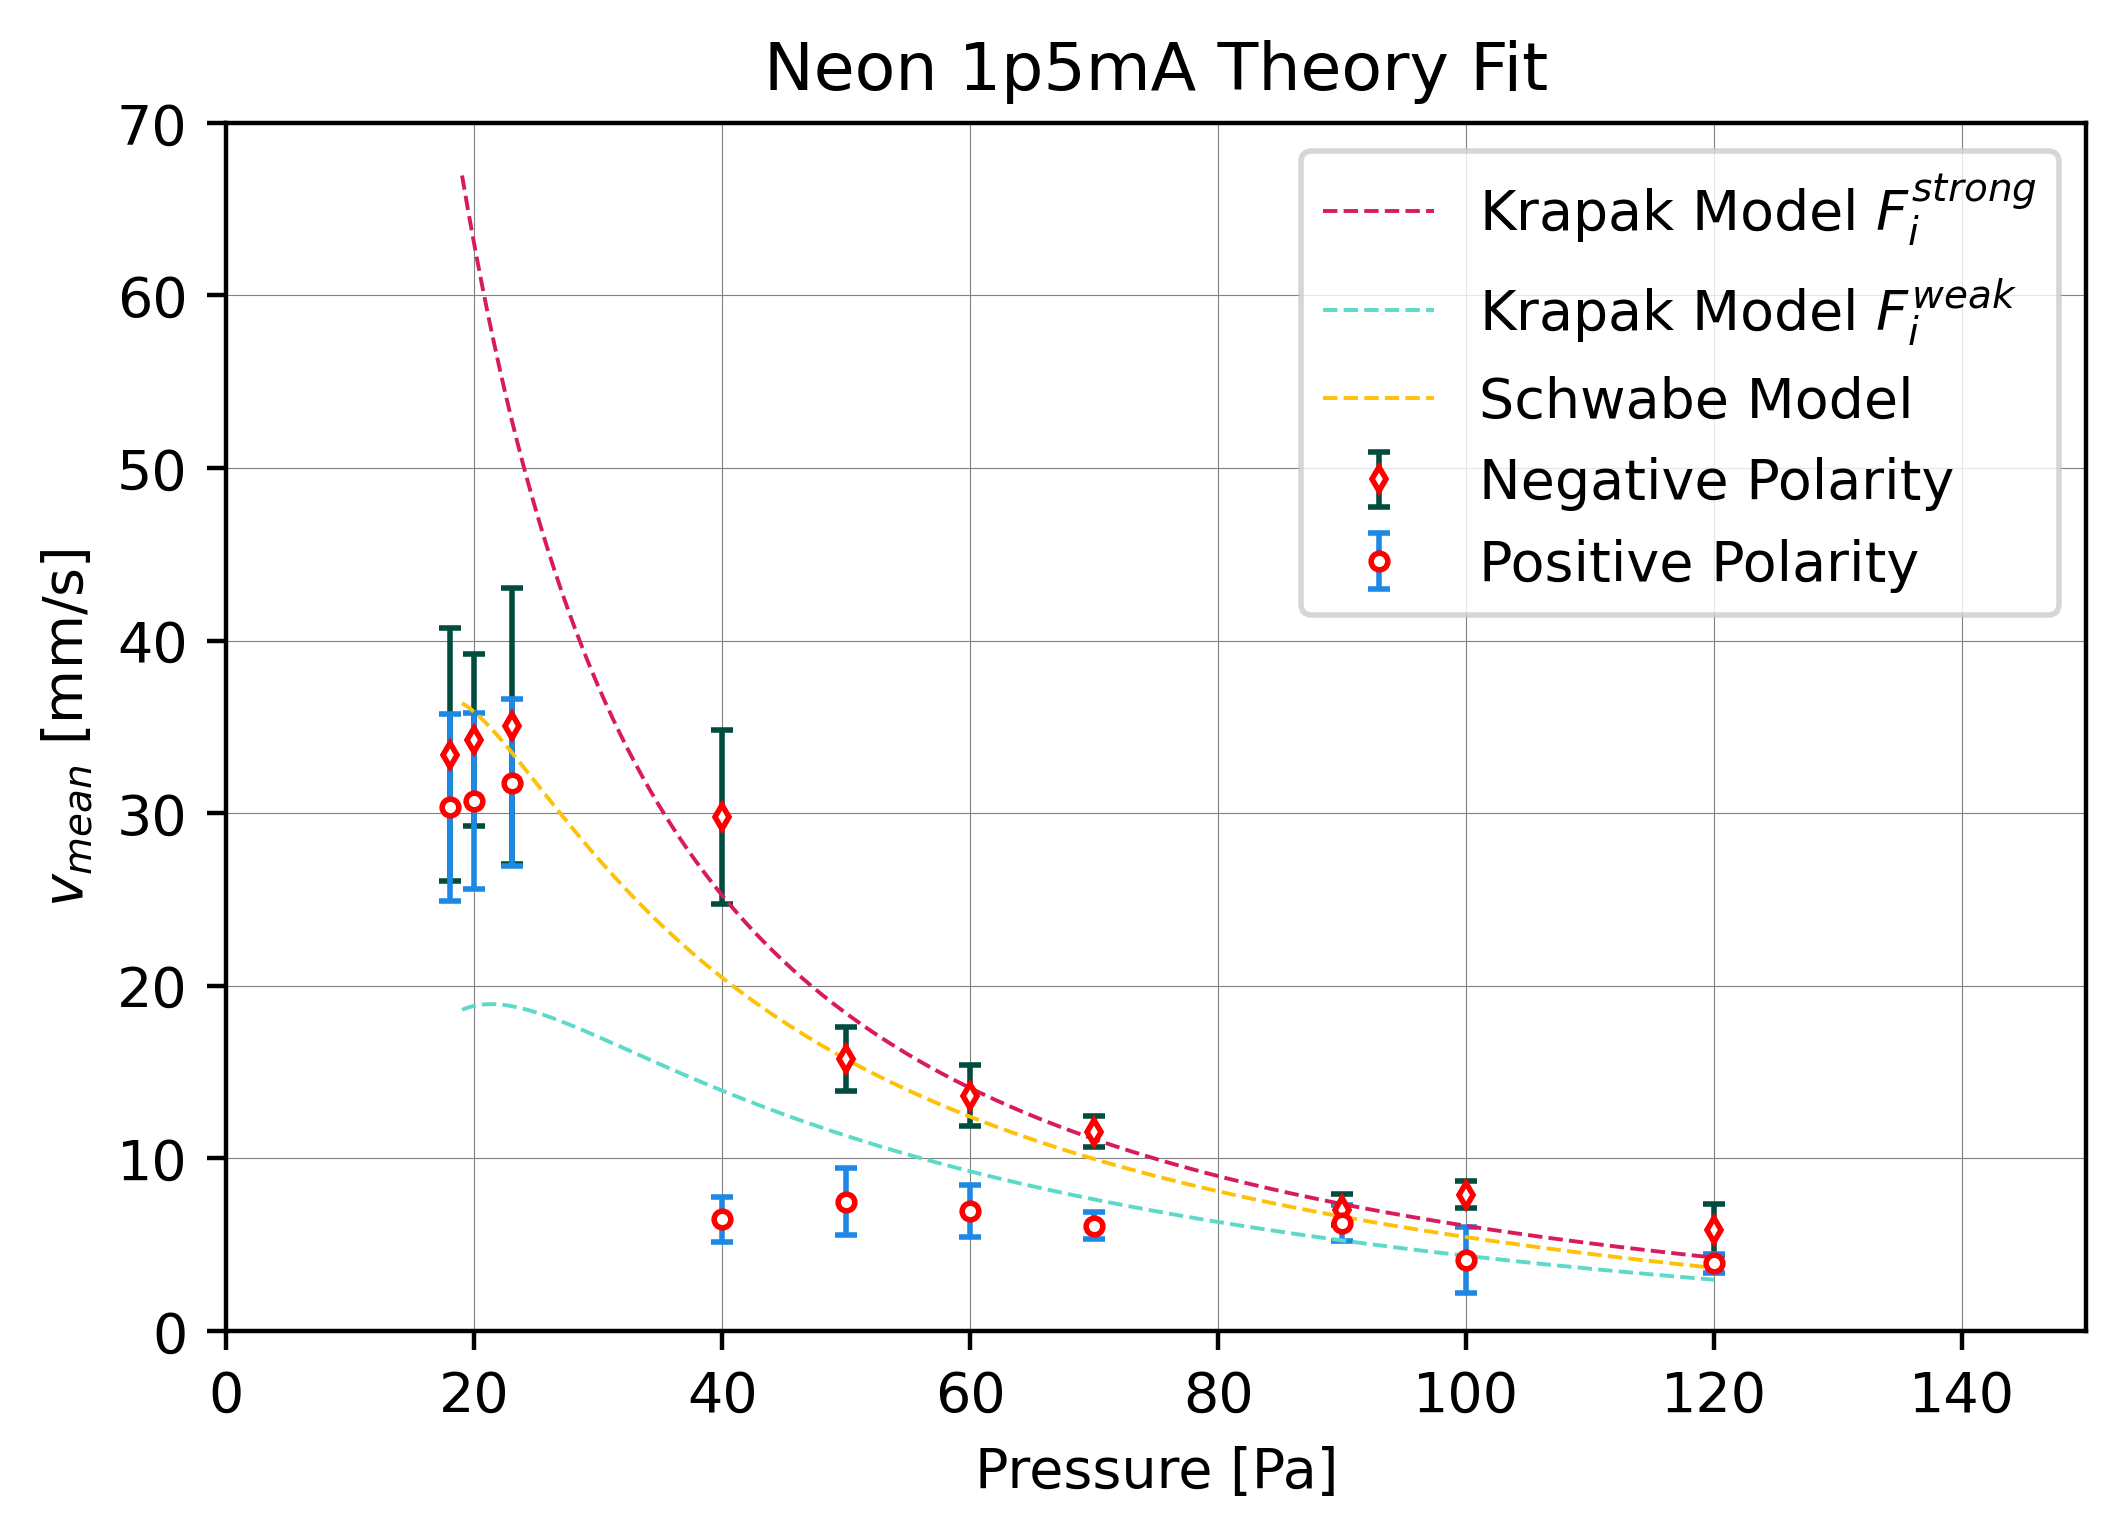 Neon 1p5mA Theory Fit
70
60
50
40
30
20
10
0
v_mean [mm/s]
Krapak Model F_i^strong
Krapak Model F_i^weak
Schwabe Model
Negative Polarity
Positive Polarity
0 20 40 60 80 100 120 140
Pressure [Pa]